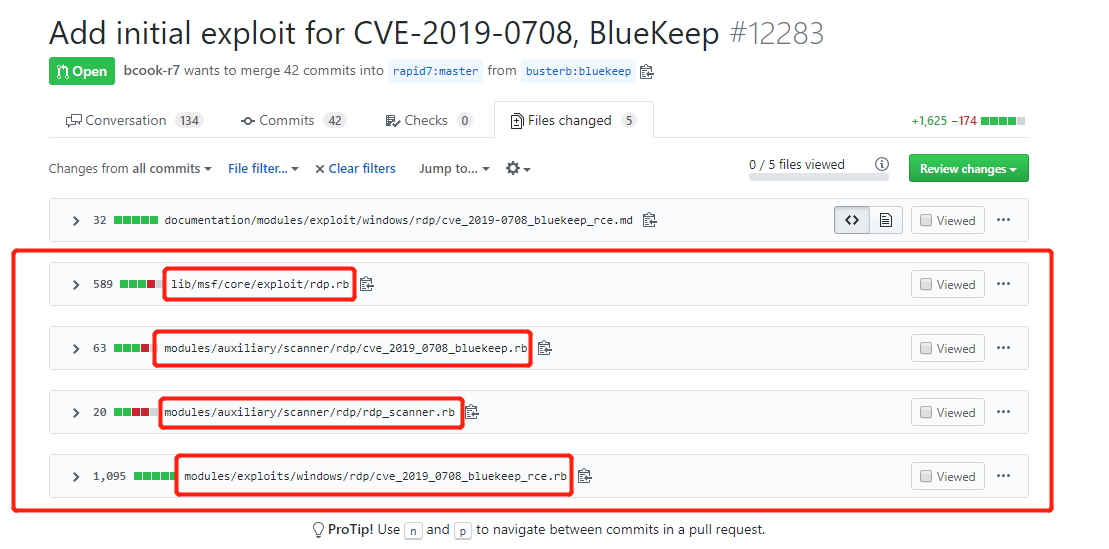 Add initial exploit for CVE-2019-0708, BlueKeep #12283
Open bcook-r7 wants to merge 42 commits into rapid7:master from busterb:bluekeep
Conversation 134 Commits 42 Checks 0 Files changed 5 +1,625 −174
Changes from all commits File filter... Clear filters Jump to... 0 / 5 files viewed Review changes
32 documentation/modules/exploit/windows/rdp/cve_2019-0708_bluekeep_rce.md Viewed
589 lib/msf/core/exploit/rdp.rb Viewed
63 modules/auxiliary/scanner/rdp/cve_2019_0708_bluekeep.rb Viewed
20 modules/auxiliary/scanner/rdp/rdp_scanner.rb Viewed
1,095 modules/exploits/windows/rdp/cve_2019_0708_bluekeep_rce.rb Viewed
ProTip! Use n and p to navigate between commits in a pull request.